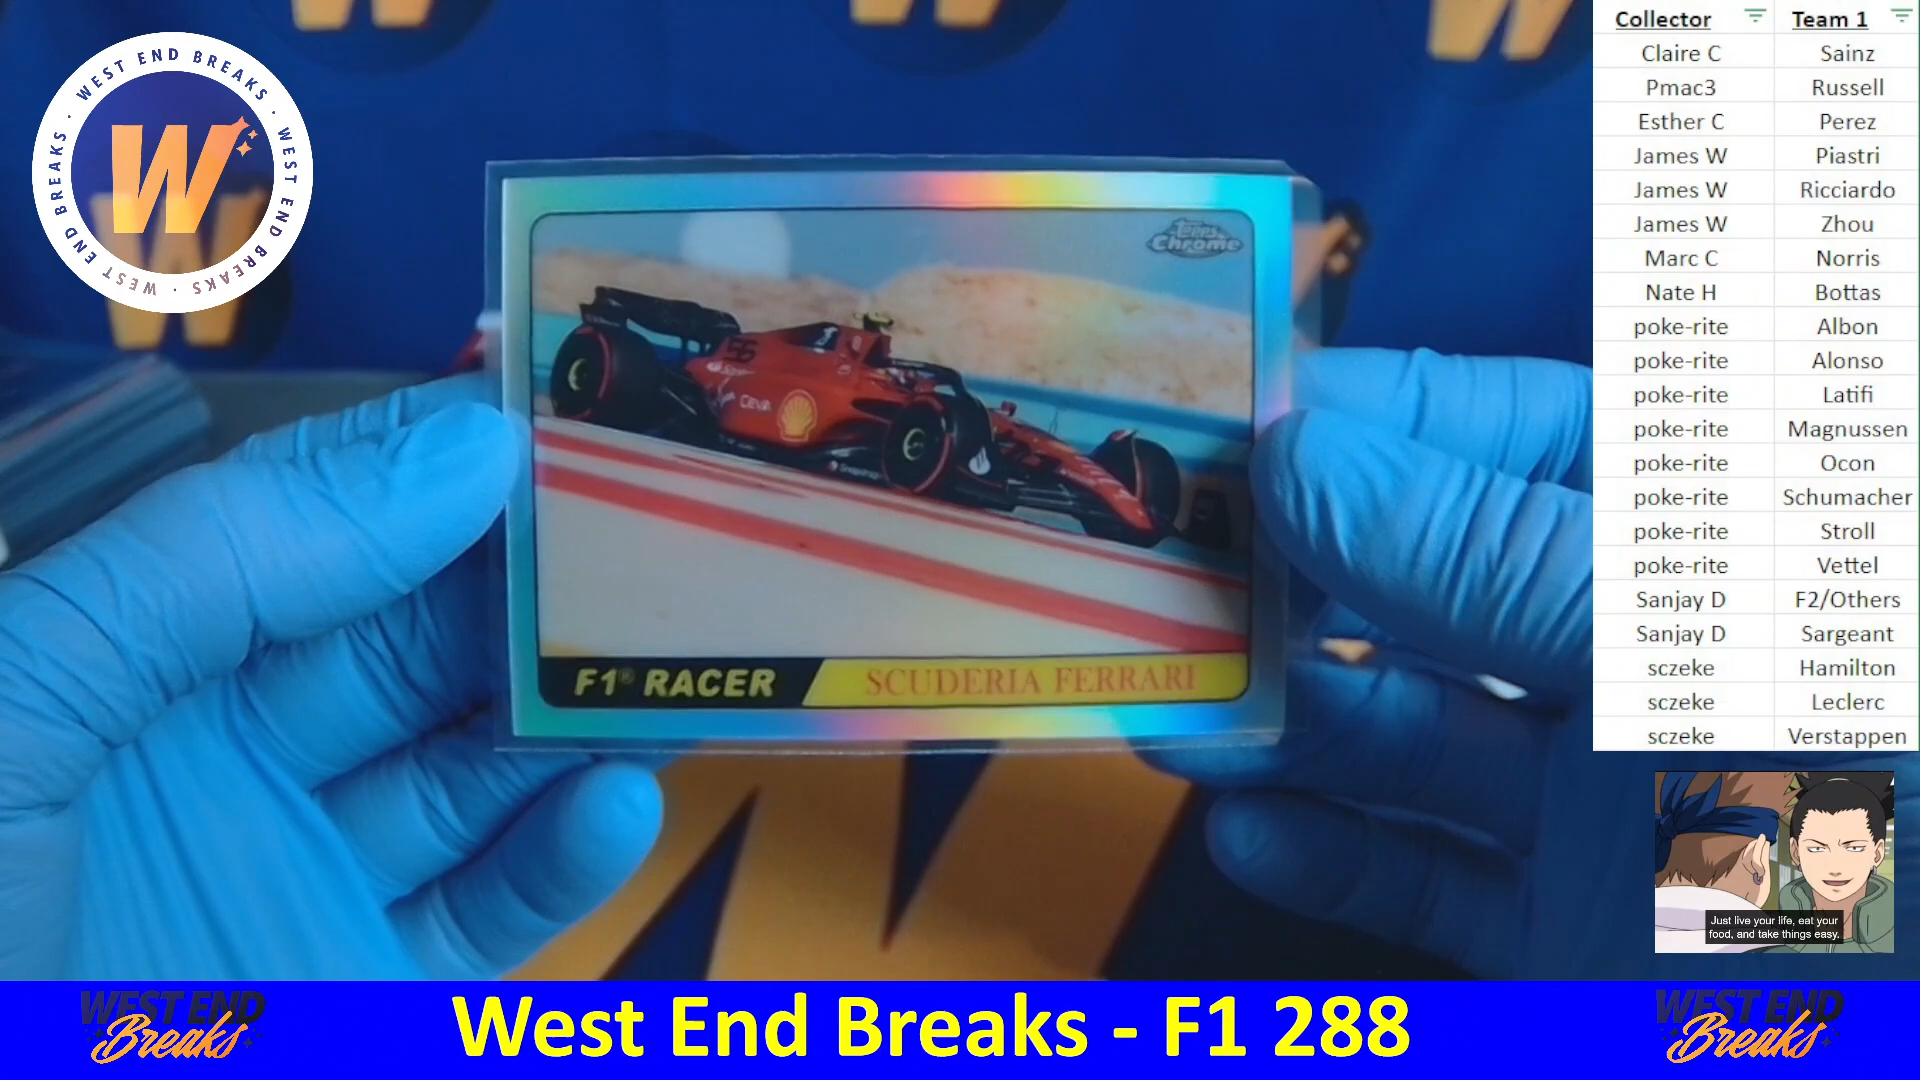 WEST END BREAKS · WEST END BREAKS · WEST END BREAKS ·
W
Collector Team 1
Claire C Sainz
Pmac3 Russell
Esther C Perez
James W Piastri
James W Ricciardo
James W Zhou
Marc C Norris
Nate H Bottas
poke-rite Albon
poke-rite Alonso
poke-rite Latifi
poke-rite Magnussen
poke-rite Ocon
poke-rite Schumacher
poke-rite Stroll
poke-rite Vettel
Sanjay D F2/Others
Sanjay D Sargeant
sczeke Hamilton
sczeke Leclerc
sczeke Verstappen
Topps
Chrome
56
CEVA
Snapdragon
F1® RACER SCUDERIA FERRARI
Just live your life, eat your
food, and take things easy.
WEST END
Breaks
West End Breaks - F1 288
WEST END
Breaks